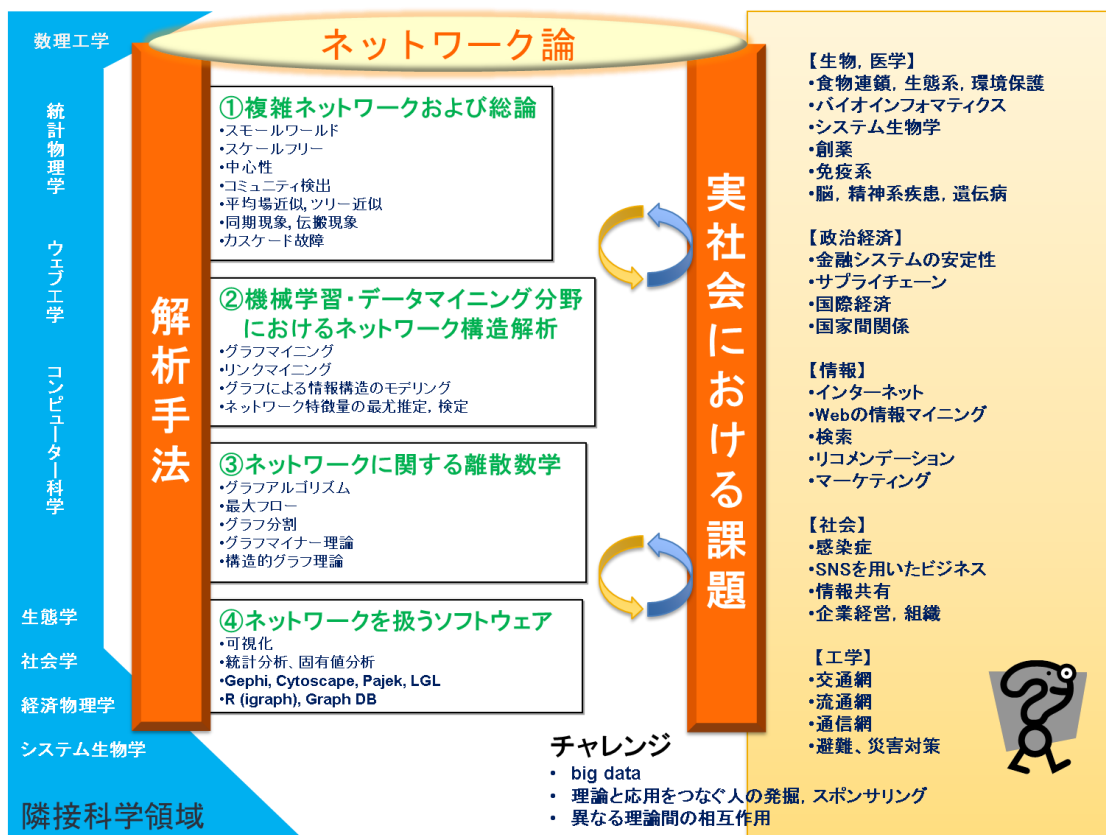 数理工学
統計物理学
ウェブ工学
コンピューター科学
生態学
社会学
経済物理学
システム生物学
隣接科学領域
ネットワーク論
解析手法
①複雑ネットワークおよび総論
•スモールワールド
•スケールフリー
•中心性
•コミュニティ検出
•平均場近似, ツリー近似
•同期現象, 伝搬現象
•カスケード故障
②機械学習・データマイニング分野
におけるネットワーク構造解析
•グラフマイニング
•リンクマイニング
•グラフによる情報構造のモデリング
•ネットワーク特徴量の最尤推定, 検定
③ネットワークに関する離散数学
•グラフアルゴリズム
•最大フロー
•グラフ分割
•グラフマイナー理論
•構造的グラフ理論
④ネットワークを扱うソフトウェア
•可視化
•統計分析、固有値分析
•Gephi, Cytoscape, Pajek, LGL
•R (igraph), Graph DB
実社会における課題
【生物, 医学】
•食物連鎖, 生態系, 環境保護
•バイオインフォマティクス
•システム生物学
•創薬
•免疫系
•脳, 精神系疾患, 遺伝病
【政治経済】
•金融システムの安定性
•サプライチェーン
•国際経済
•国家間関係
【情報】
•インターネット
•Webの情報マイニング
•検索
•リコメンデーション
•マーケティング
【社会】
•感染症
•SNSを用いたビジネス
•情報共有
•企業経営, 組織
【工学】
•交通網
•流通網
•通信網
•避難、災害対策
チャレンジ
• big data
• 理論と応用をつなぐ人の発掘, スポンサリング
• 異なる理論間の相互作用